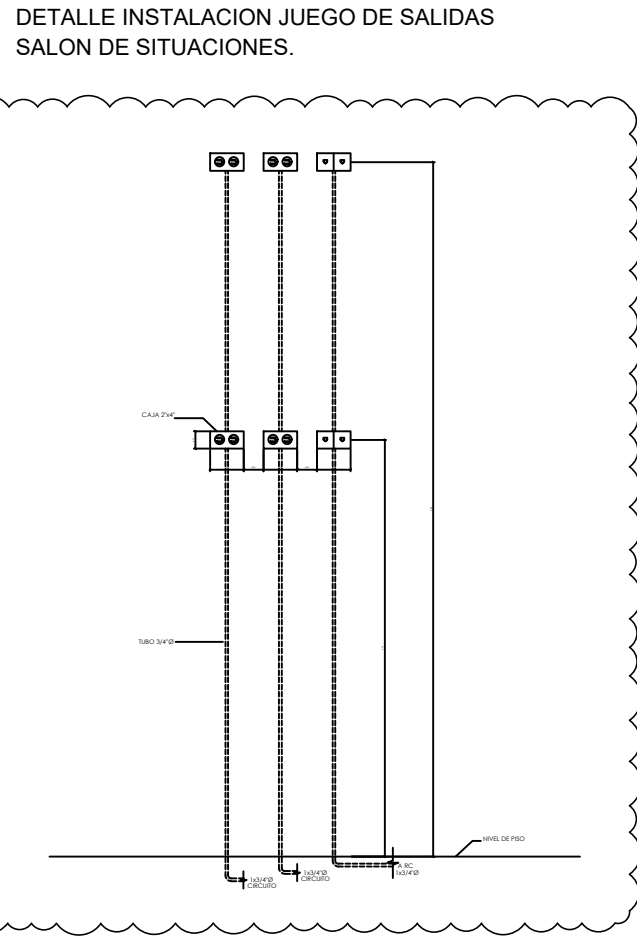 DETALLE INSTALACION JUEGO DE SALIDAS
SALON DE SITUACIONES.
CAJA 2"x4"
TUBO 3/4"Ø
NIVEL DE PISO
1x3/4"Ø
CIRCUITO
1x3/4"Ø
CIRCUITO
A RC
1x3/4"Ø